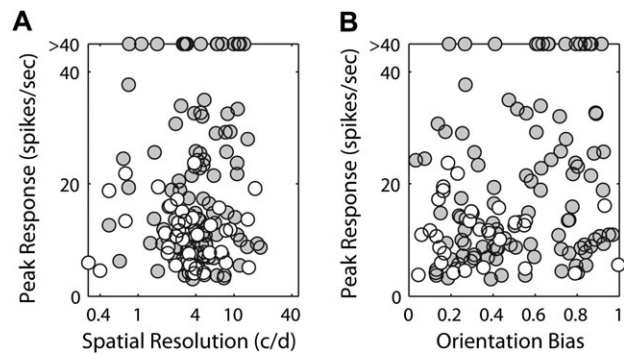 A
B
>40
40
20
0
Peak Response (spikes/sec)
0.4 1 4 10 40
Spatial Resolution (c/d)
>40
40
20
0
Peak Response (spikes/sec)
0 0.2 0.4 0.6 0.8 1
Orientation Bias